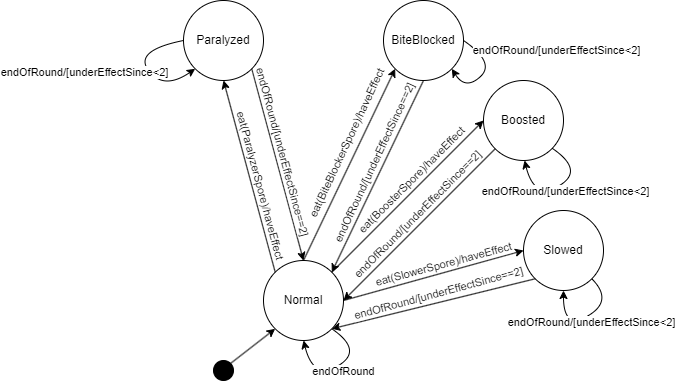 Paralyzed
BiteBlocked
endOfRound/[underEffectSince<2]
endOfRound/[underEffectSince<2]
endOfRound/[underEffectSince==2]
eat(ParalyzerSpore)/haveEffect
eat(BiteBlockerSpore)/haveEffect
endOfRound/[underEffectSince==2]
Boosted
eat(BoosterSpore)/haveEffect
endOfRound/[underEffectSince==2]
endOfRound/[underEffectSince<2]
Slowed
eat(SlowerSpore)/haveEffect
endOfRound/[underEffectSince==2]
endOfRound/[underEffectSince<2]
Normal
endOfRound